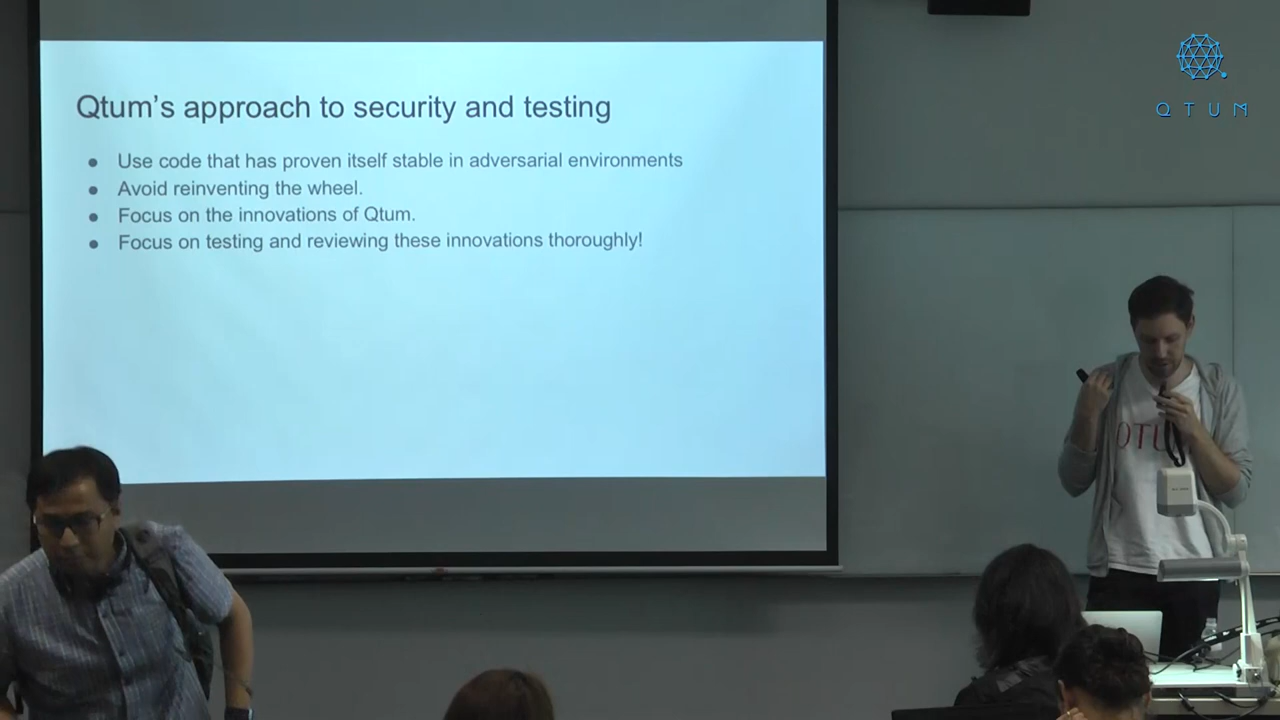 Qtum's approach to security and testing
● Use code that has proven itself stable in adversarial environments
● Avoid reinventing the wheel.
● Focus on the innovations of Qtum.
● Focus on testing and reviewing these innovations thoroughly!
QTUM
QTU